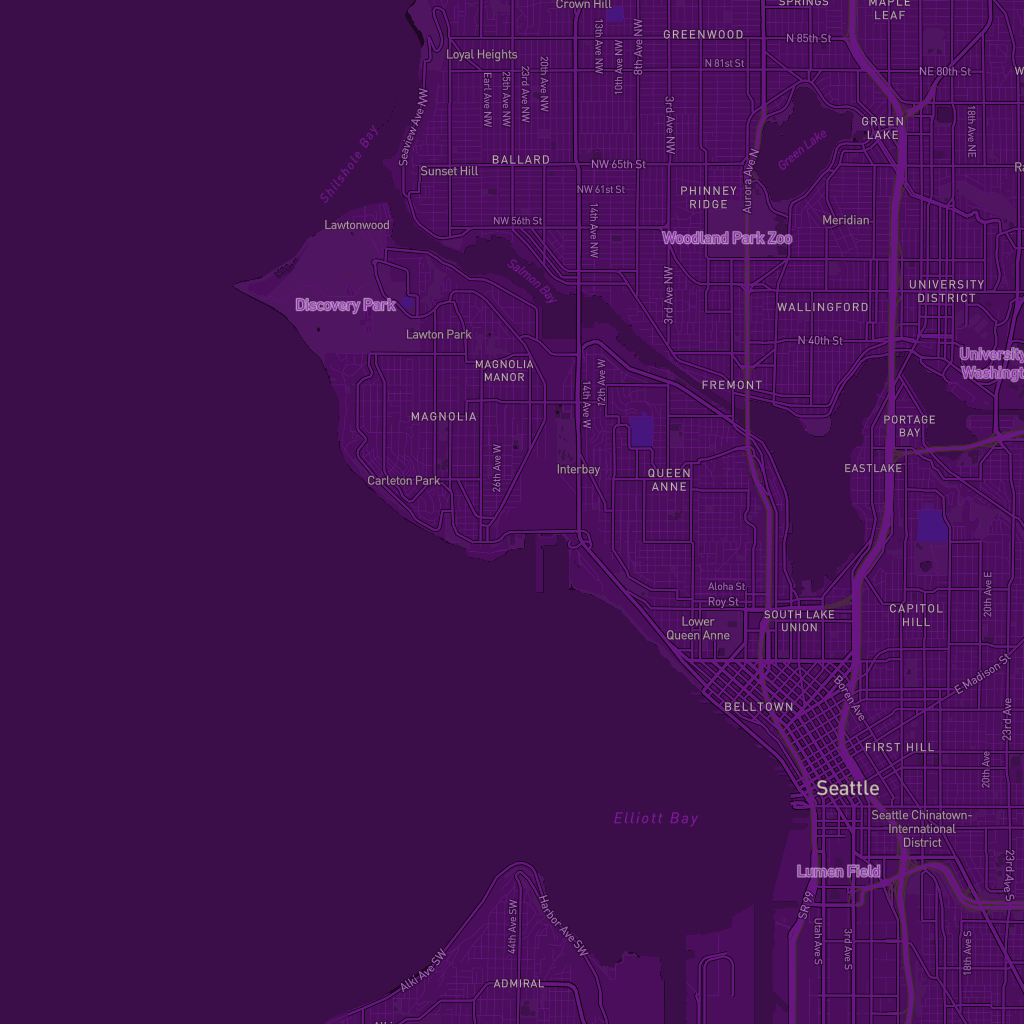 Crown Hill
SPRINGS
MAPLE
LEAF
GREENWOOD
N 85th St
13th Ave NW
8th Ave NW
Loyal Heights
N 81st St
NE 80th St
10th Ave NW
20th Ave NW
23rd Ave NW
25th Ave NW
Earl Ave NW
Seaview Ave NW
3rd Ave NW
GREEN
LAKE
18th Ave NE
Green Lake
Shilshole Bay
BALLARD
NW 65th St
Sunset Hill
NW 61st St
PHINNEY
RIDGE
Aurora Ave N
Lawtonwood
NW 56th St
14th Ave NW
Meridian
Woodland Park Zoo
Salmon Bay
3rd Ave NW
UNIVERSITY
DISTRICT
Discovery Park
WALLINGFORD
Lawton Park
N 40th St
University
Washingt
MAGNOLIA
MANOR
12th Ave W
14th Ave W
FREMONT
MAGNOLIA
PORTAGE
BAY
26th Ave W
Interbay
EASTLAKE
Carleton Park
QUEEN
ANNE
Aloha St
Roy St
20th Ave E
SOUTH LAKE
UNION
CAPITOL
HILL
Lower
Queen Anne
E Madison St
Boren Ave
BELLTOWN
23rd Ave
FIRST HILL
20th Ave
Seattle
Elliott Bay
Seattle Chinatown-
International
District
Lumen Field
23rd Ave S
SR 99
Harbor Ave SW
44th Ave SW
Utah Ave S
3rd Ave S
18th Ave S
Alki Ave SW
ADMIRAL